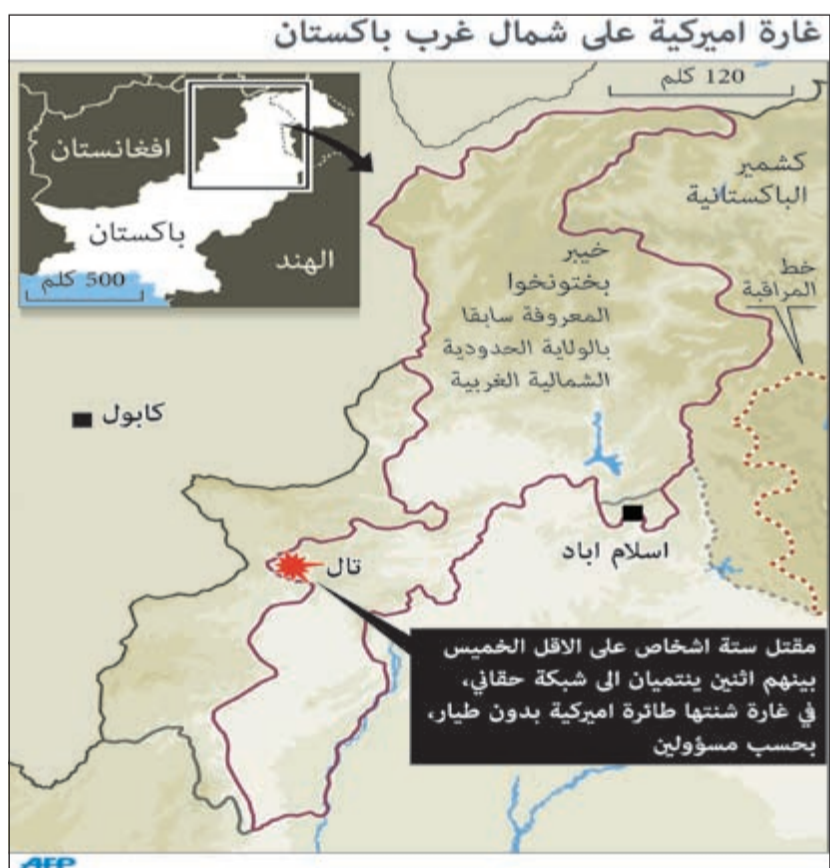 غارة اميركية على شمال غرب باكستان
120 كلم
افغانستان
باكستان
الهند
500 كلم
كشمير
الباكستانية
خط
المراقبة
خيبر
بختونخوا
المعروفة سابقا
بالولاية الحدودية
الشمالية الغربية
كابول
اسلام اباد
تال
مقتل ستة اشخاص على الاقل الخميس
بينهم اثنين ينتميان الى شبكة حقاني،
في غارة شنتها طائرة اميركية بدون طيار،
بحسب مسؤولين
AFP